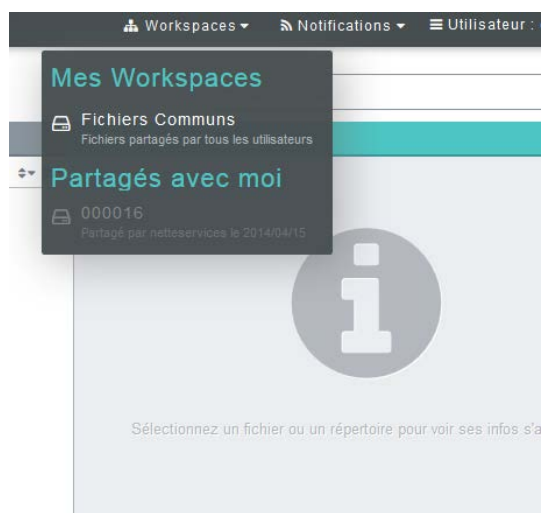 Workspaces Notifications Utilisateur :
Mes Workspaces
Fichiers Communs
Fichiers partagés par tous les utilisateurs
Partagés avec moi
000016
Partagé par netteservices le 2014/04/15
Sélectionnez un fichier ou un répertoire pour voir ses infos s'a